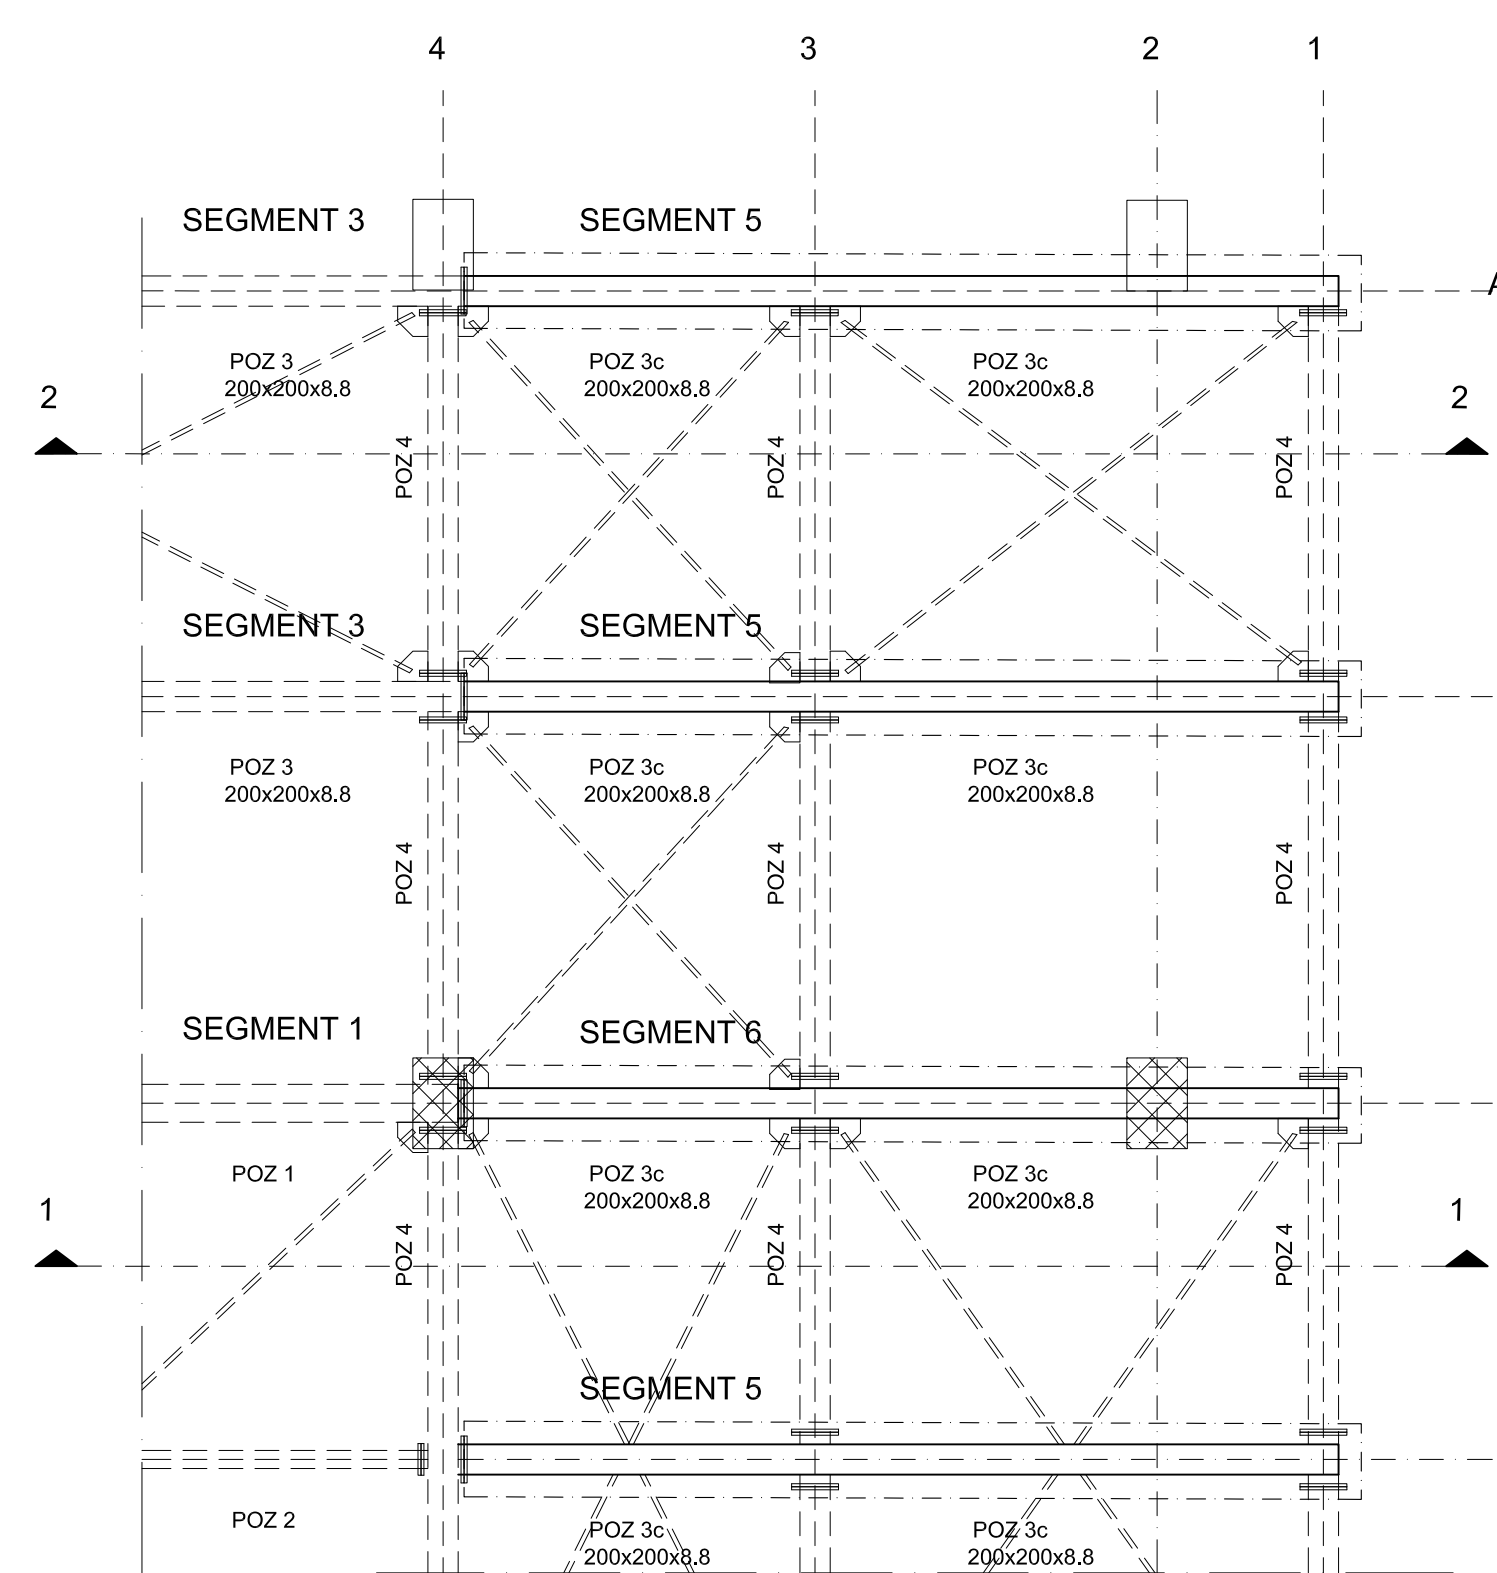 4 3 2 1
SEGMENT 3 SEGMENT 5
A
POZ 3 POZ 3c POZ 3c
200x200x8.8 200x200x8.8 200x200x8.8
2 2
POZ 4 POZ 4 POZ 4
SEGMENT 3 SEGMENT 5
POZ 3 POZ 3c POZ 3c
200x200x8.8 200x200x8.8 200x200x8.8
POZ 4 POZ 4 POZ 4
SEGMENT 1 SEGMENT 6
POZ 1 POZ 3c POZ 3c
200x200x8.8 200x200x8.8
1 1
POZ 4 POZ 4 POZ 4
SEGMENT 5
POZ 2 POZ 3c POZ 3c
200x200x8.8 200x200x8.8